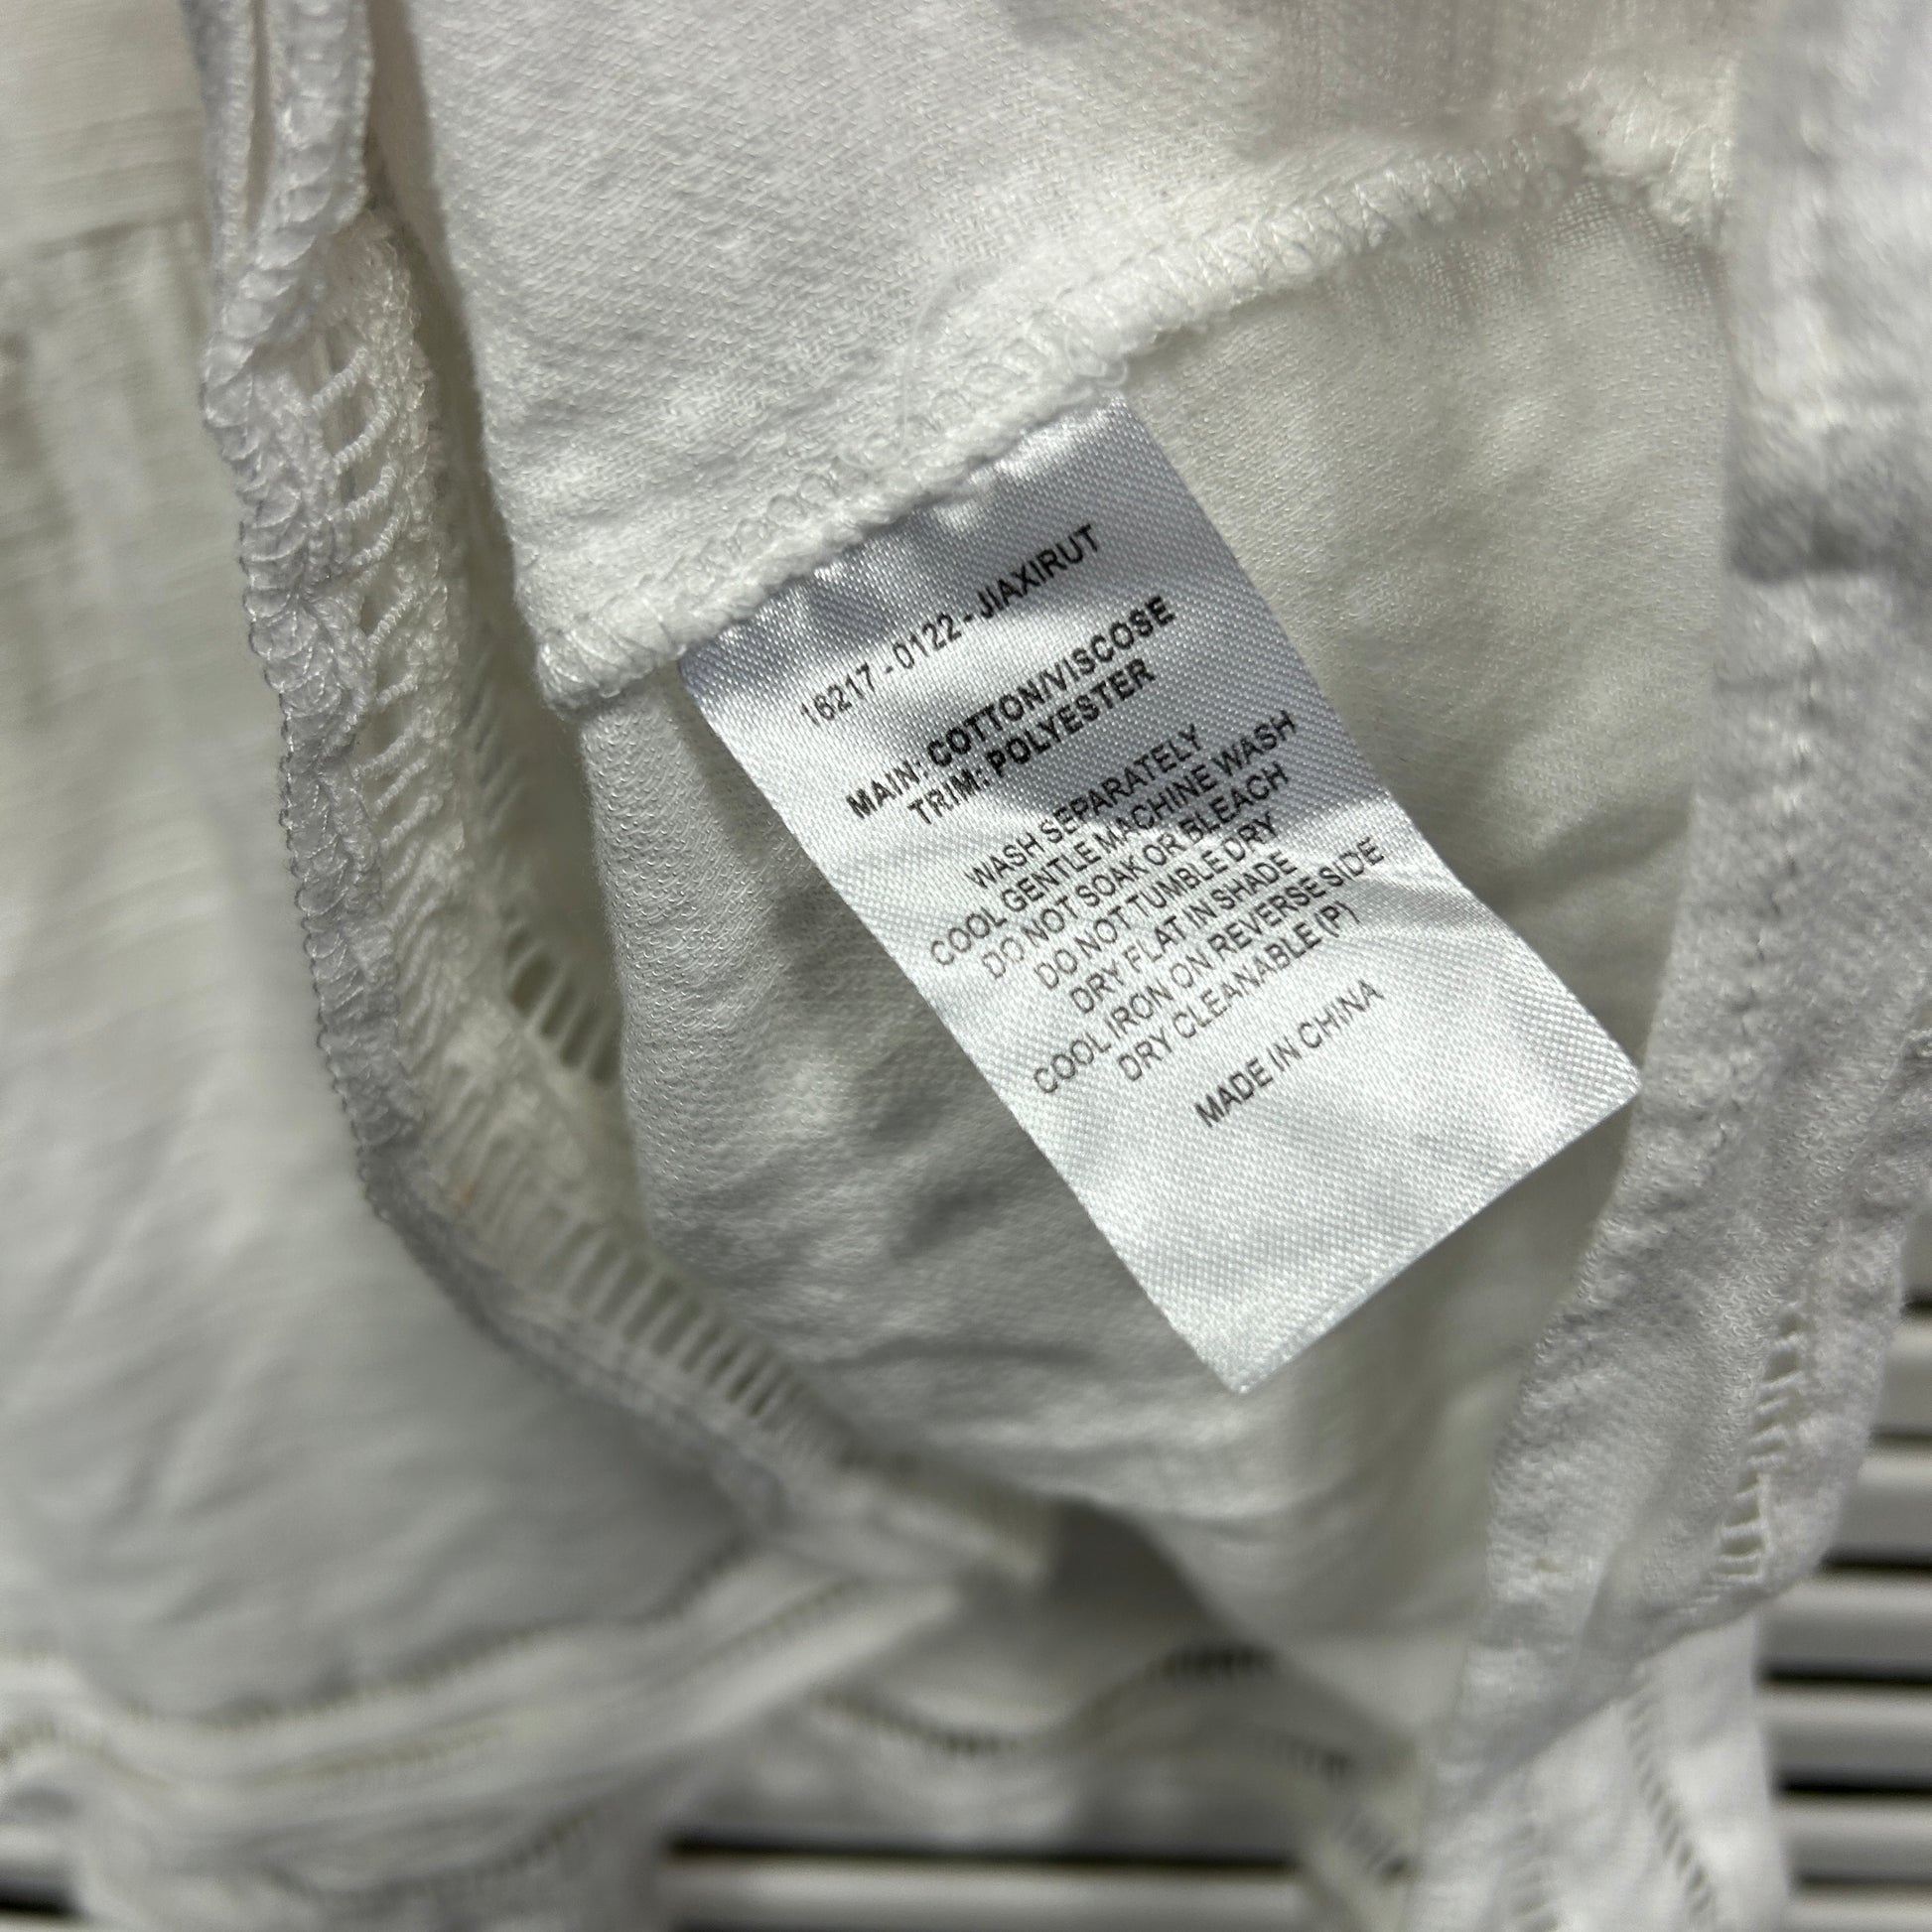 16217 - 0122 - JIAXIRUT
MAIN: COTTON/VISCOSE
TRIM: POLYESTER
WASH SEPARATELY
COOL GENTLE MACHINE WASH
DO NOT SOAK OR BLEACH
DO NOT TUMBLE DRY
DRY FLAT IN SHADE
COOL IRON ON REVERSE SIDE
DRY CLEANABLE (P)
MADE IN CHINA